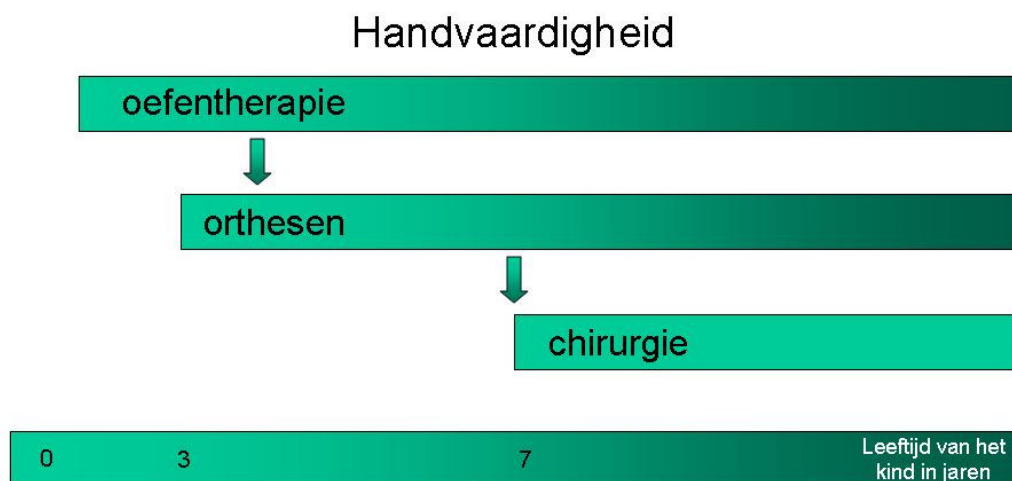 Handvaardigheid
oefentherapie
orthesen
chirurgie
0 3 7 Leeftijd van het
kind in jaren